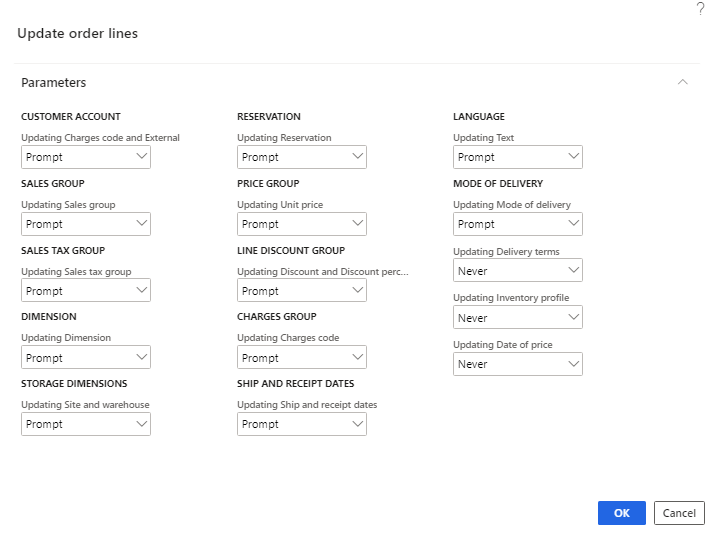 ?
Update order lines
Parameters
CUSTOMER ACCOUNT
Updating Charges code and External
Prompt
SALES GROUP
Updating Sales group
Prompt
SALES TAX GROUP
Updating Sales tax group
Prompt
DIMENSION
Updating Dimension
Prompt
STORAGE DIMENSIONS
Updating Site and warehouse
Prompt
RESERVATION
Updating Reservation
Prompt
PRICE GROUP
Updating Unit price
Prompt
LINE DISCOUNT GROUP
Updating Discount and Discount perc...
Prompt
CHARGES GROUP
Updating Charges code
Prompt
SHIP AND RECEIPT DATES
Updating Ship and receipt dates
Prompt
LANGUAGE
Updating Text
Prompt
MODE OF DELIVERY
Updating Mode of delivery
Prompt
Updating Delivery terms
Never
Updating Inventory profile
Never
Updating Date of price
Never
OK
Cancel